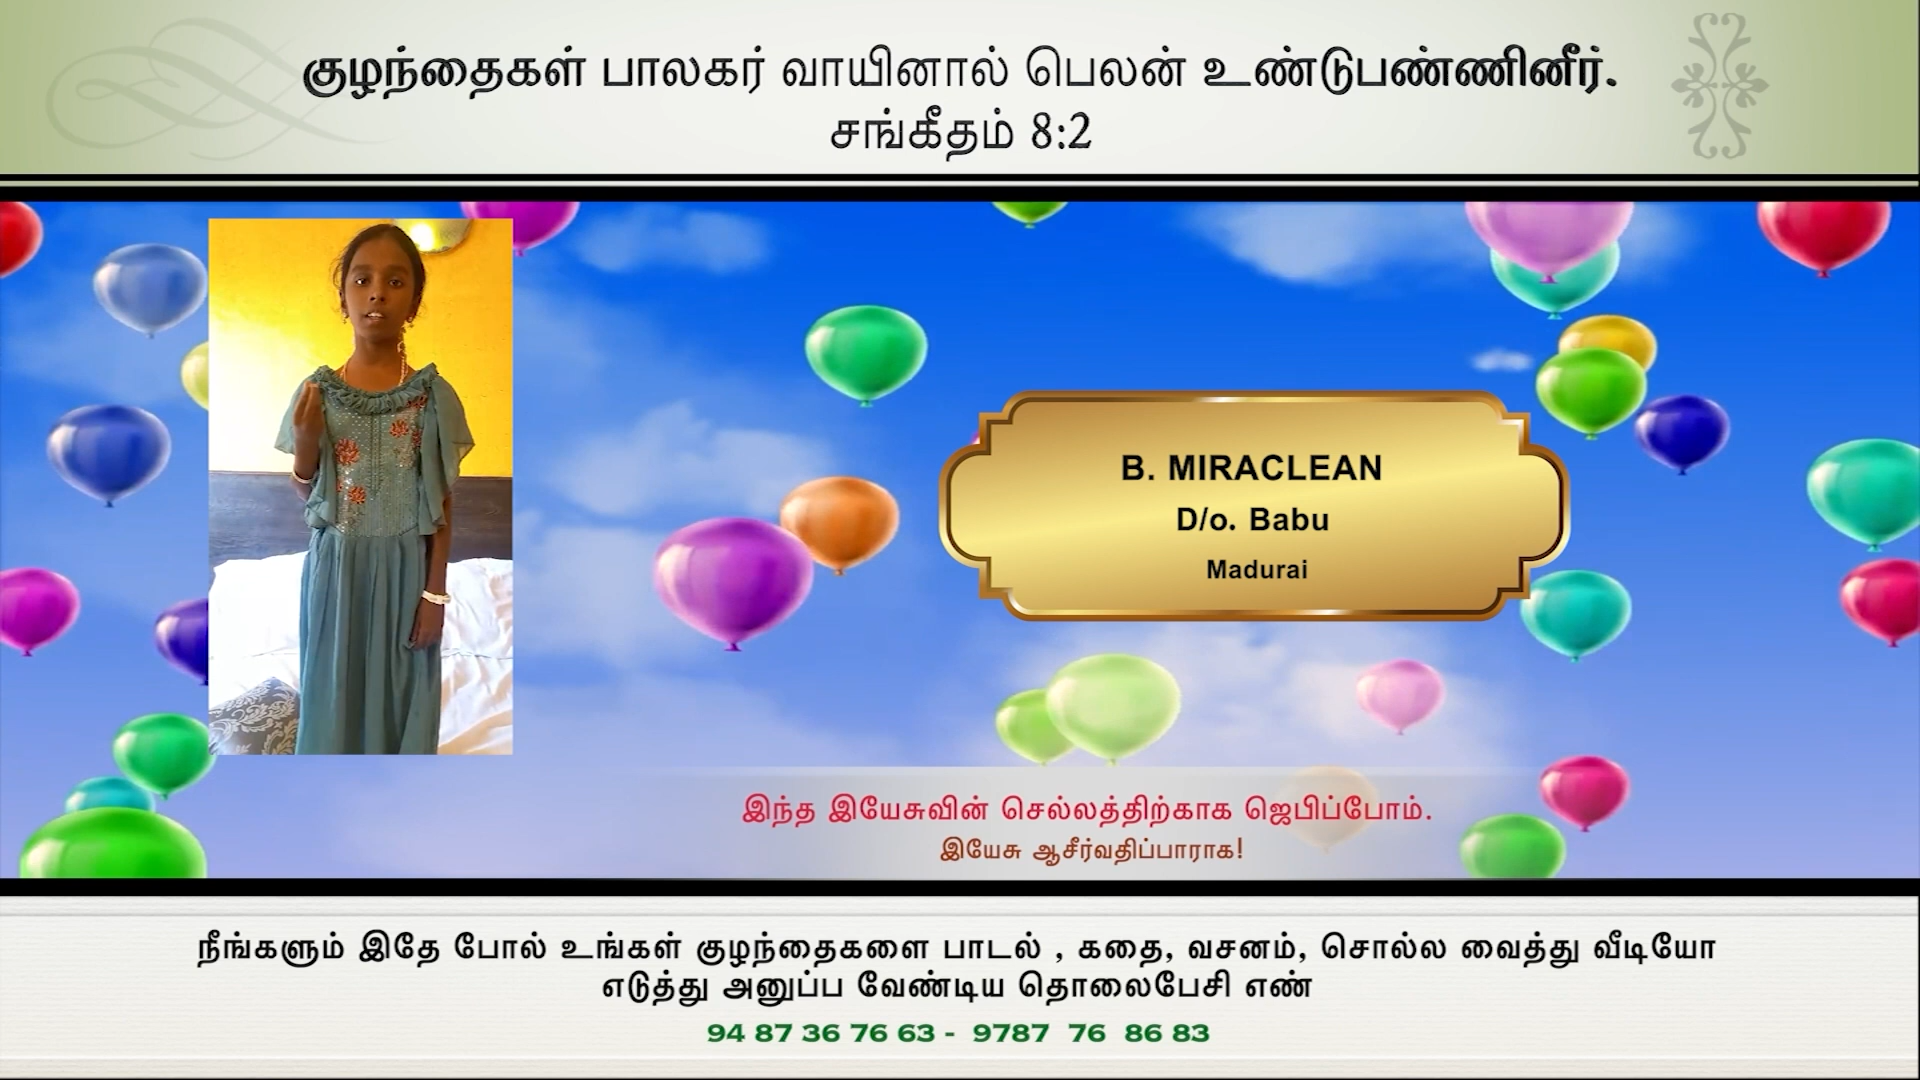 குழந்தைகள் பாலகர் வாயினால் பெலன் உண்டுபண்ணினீர்.
சங்கீதம் 8:2
B. MIRACLEAN
D/o. Babu
Madurai
இந்த இயேசுவின் செல்லத்திற்காக ஜெபிப்போம்.
இயேசு ஆசீர்வதிப்பாராக!
நீங்களும் இதே போல் உங்கள் குழந்தைகளை பாடல் , கதை, வசனம், சொல்ல வைத்து வீடியோ
எடுத்து அனுப்ப வேண்டிய தொலைபேசி எண்
94 87 36 76 63 - 9787 76 86 83